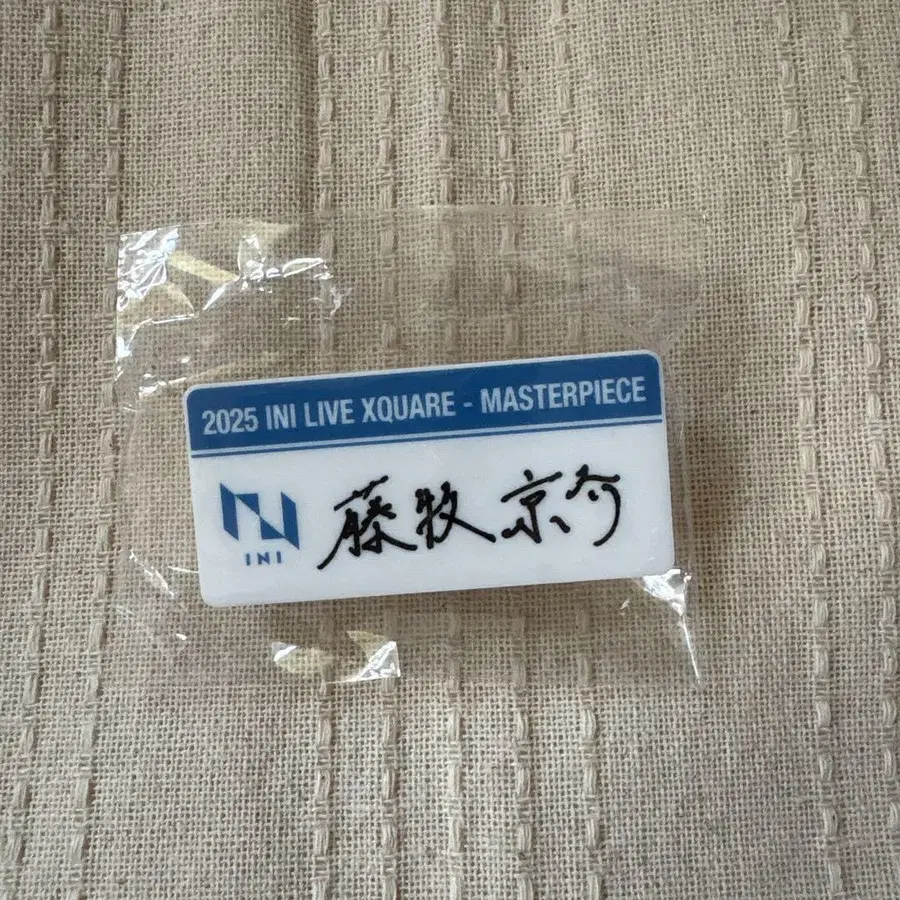 2025 INI LIVE XQUARE - MASTERPIECE
INI
藤牧 京介